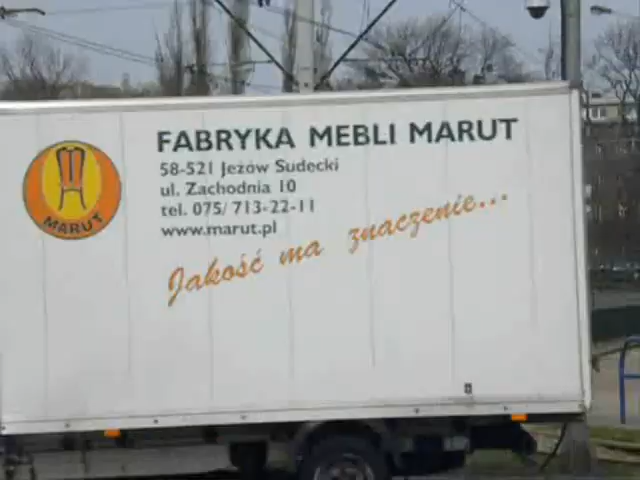 FABRYKA MEBLI MARUT
58-521 Jeżów Sudecki
ul. Zachodnia 10
tel. 075/ 713-22-11
www.marut.pl
Jakość ma znaczenie...
MARUT